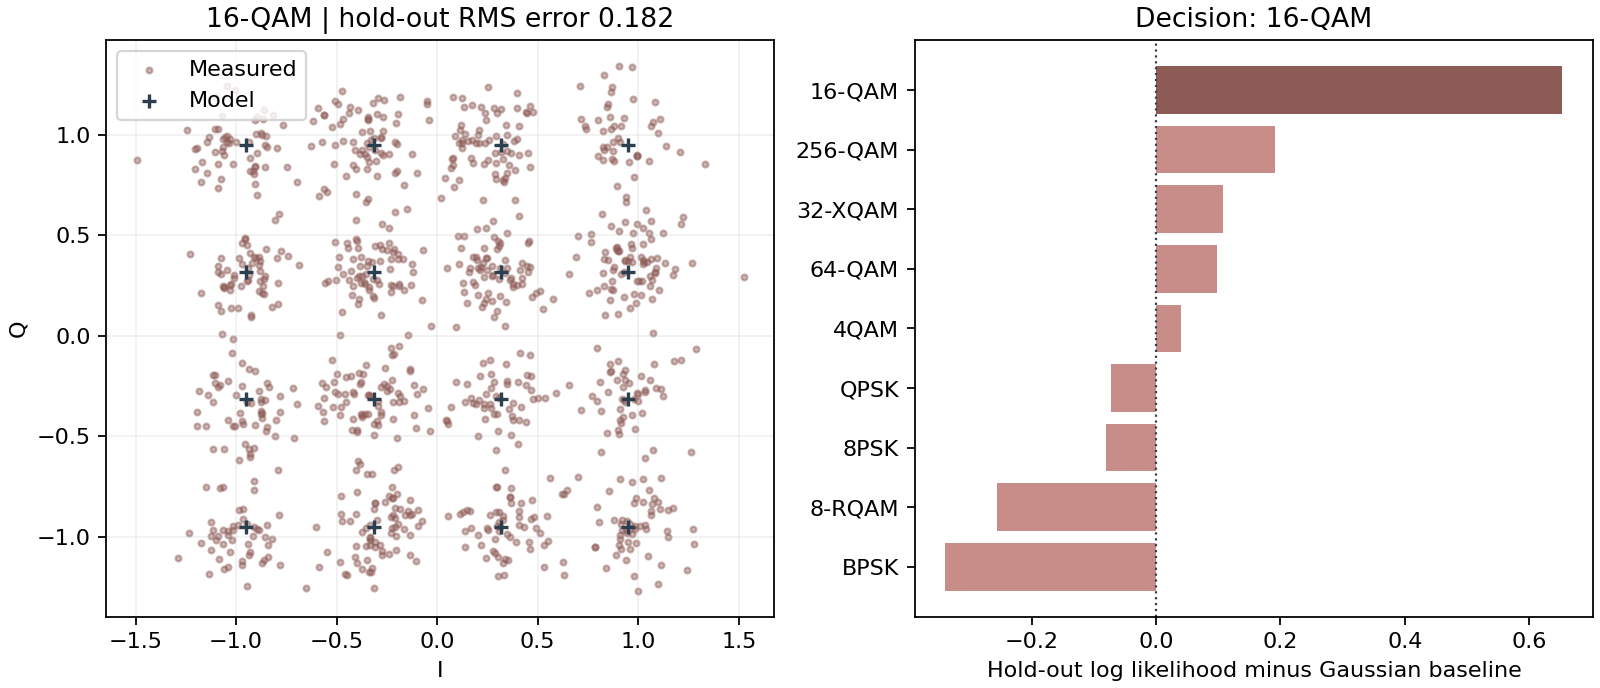 16-QAM | hold-out RMS error 0.182
Measured
Model
1.0
0.5
0.0
−0.5
−1.0
Q
−1.5
−1.0
−0.5
0.0
0.5
1.0
1.5
I
Decision: 16-QAM
16-QAM
256-QAM
32-XQAM
64-QAM
4QAM
QPSK
8PSK
8-RQAM
BPSK
−0.2
0.0
0.2
0.4
0.6
Hold-out log likelihood minus Gaussian baseline